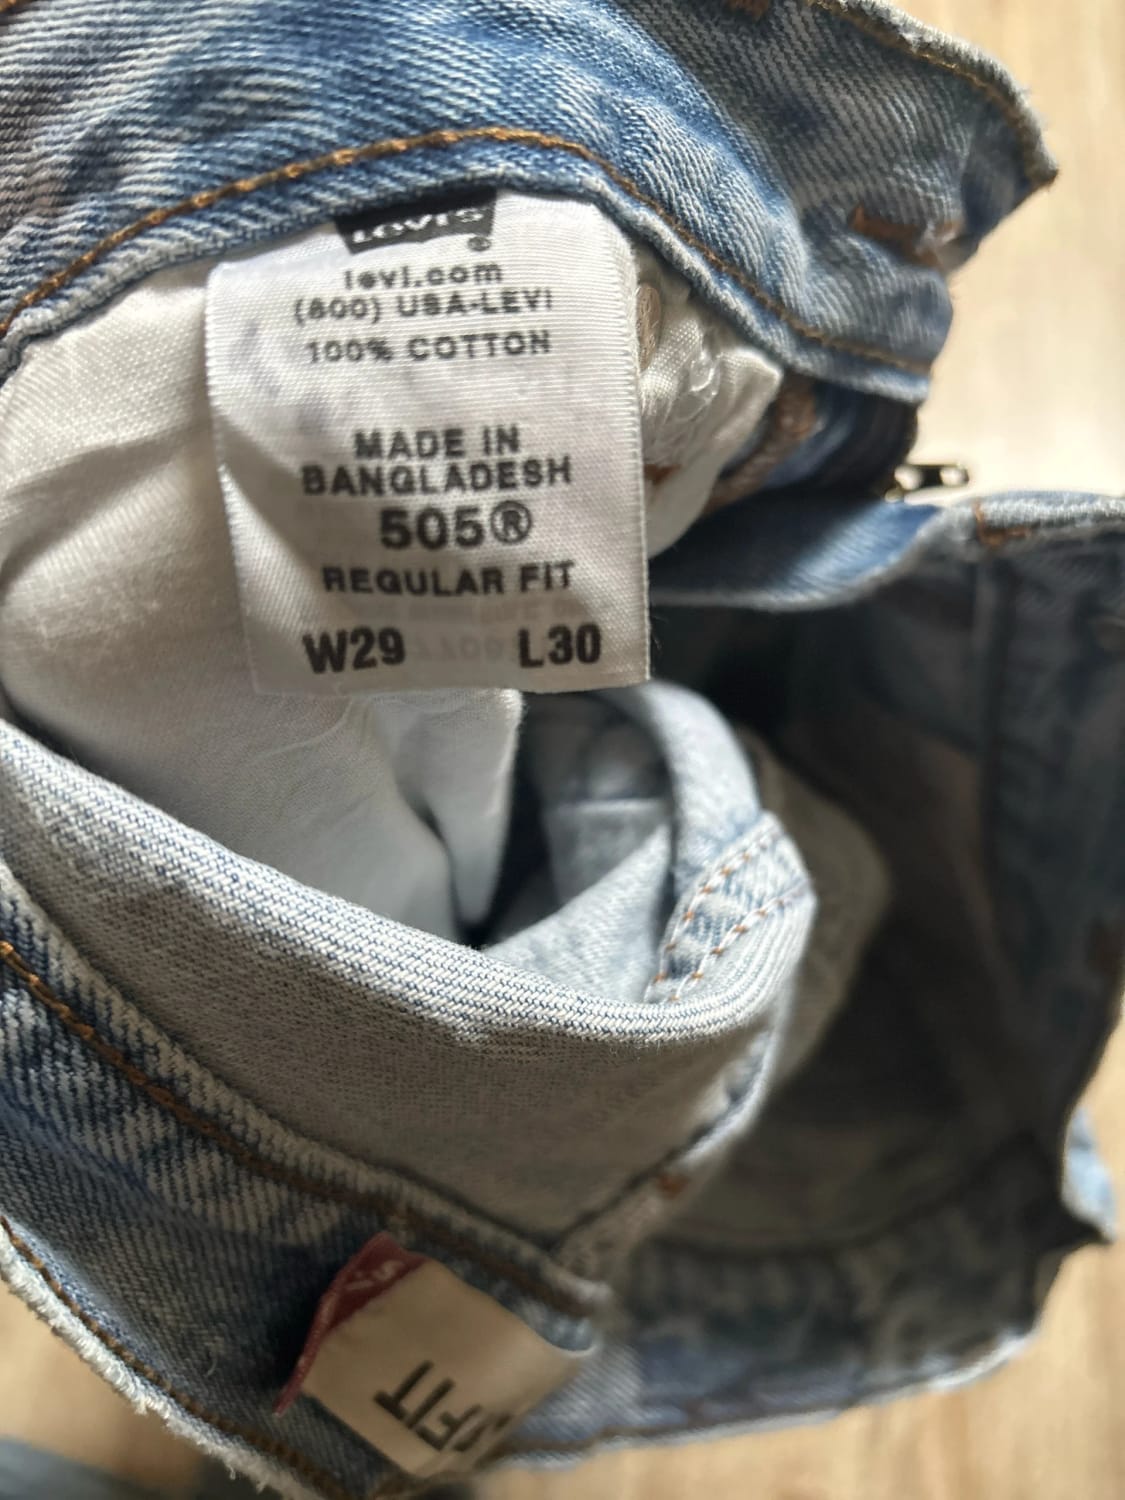 LEVI'S
®
levi.com
(800) USA-LEVI
100% COTTON
MADE IN
BANGLADESH
505®
REGULAR FIT
W29 L30
FIT